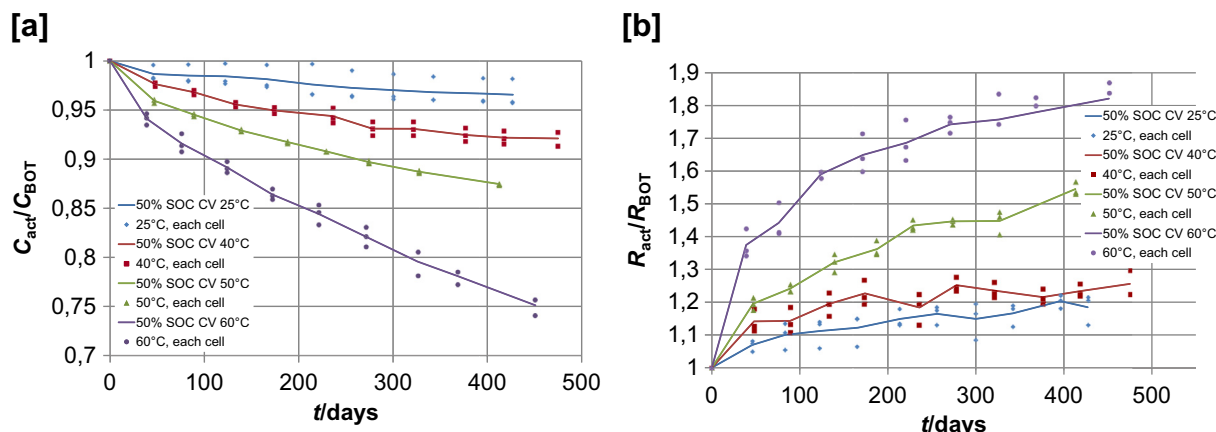 [a]
1
0,95
0,9
0,85
0,8
0,75
0,7
0
100
200
300
400
500
C_act/C_BOT
t/days
50% SOC CV 25°C
25°C, each cell
50% SOC CV 40°C
40°C, each cell
50% SOC CV 50°C
50°C, each cell
50% SOC CV 60°C
60°C, each cell
[b]
1,9
1,8
1,7
1,6
1,5
1,4
1,3
1,2
1,1
1
0
100
200
300
400
500
R_act/R_BOT
t/days
50% SOC CV 25°C
25°C, each cell
50% SOC CV 40°C
40°C, each cell
50% SOC CV 50°C
50°C, each cell
50% SOC CV 60°C
60°C, each cell